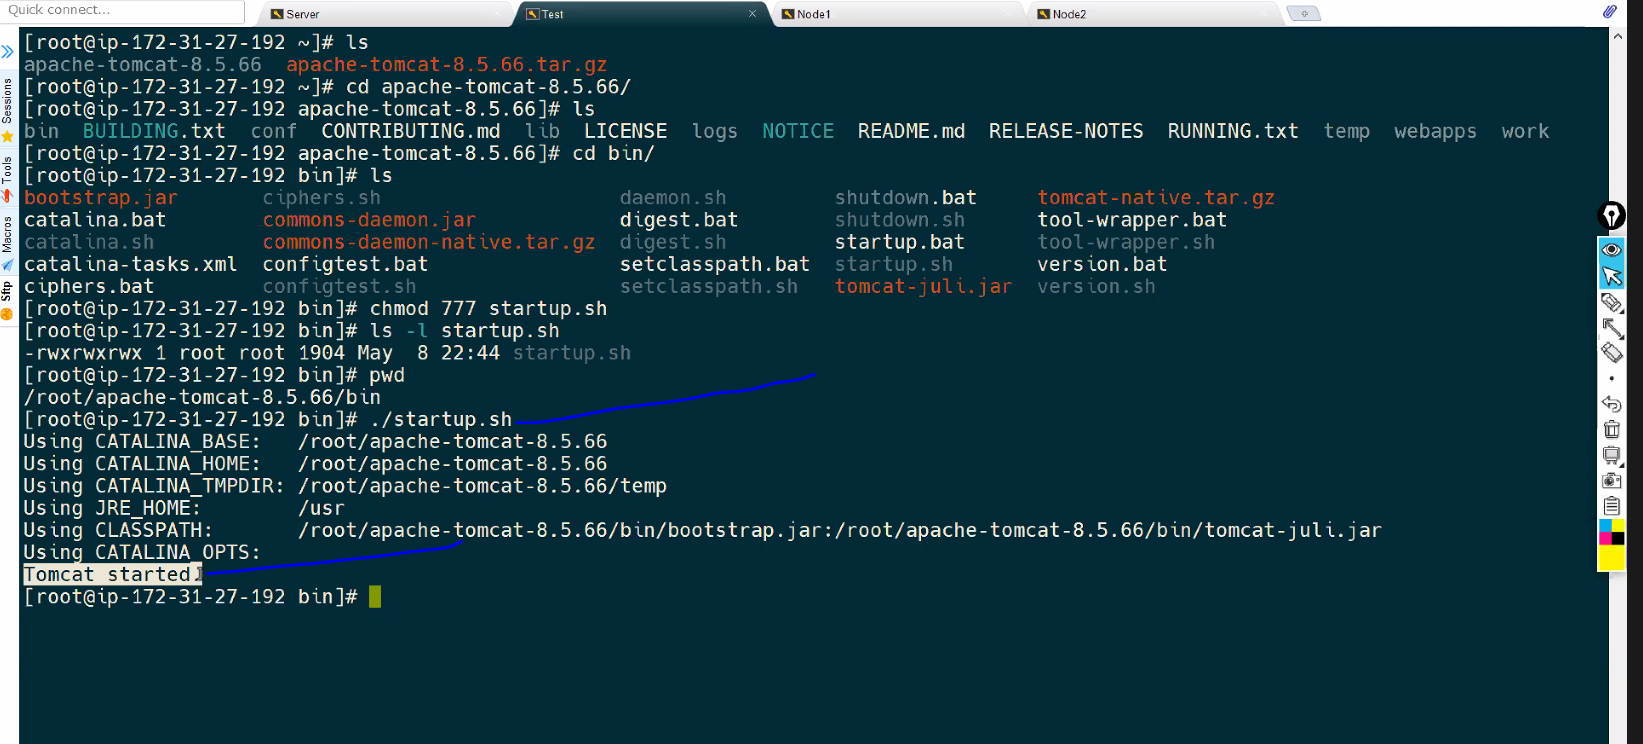 Quick connect...
Server
Test
Node1
Node2
Sessions
Tools
Macros
Sftp
[root@ip-172-31-27-192 ~]# ls
apache-tomcat-8.5.66 apache-tomcat-8.5.66.tar.gz
[root@ip-172-31-27-192 ~]# cd apache-tomcat-8.5.66/
[root@ip-172-31-27-192 apache-tomcat-8.5.66]# ls
bin BUILDING.txt conf CONTRIBUTING.md lib LICENSE logs NOTICE README.md RELEASE-NOTES RUNNING.txt temp webapps work
[root@ip-172-31-27-192 apache-tomcat-8.5.66]# cd bin/
[root@ip-172-31-27-192 bin]# ls
bootstrap.jar ciphers.sh daemon.sh shutdown.bat tomcat-native.tar.gz
catalina.bat commons-daemon.jar digest.bat shutdown.sh tool-wrapper.bat
catalina.sh commons-daemon-native.tar.gz digest.sh startup.bat tool-wrapper.sh
catalina-tasks.xml configtest.bat setclasspath.bat startup.sh version.bat
ciphers.bat configtest.sh setclasspath.sh tomcat-juli.jar version.sh
[root@ip-172-31-27-192 bin]# chmod 777 startup.sh
[root@ip-172-31-27-192 bin]# ls -l startup.sh
-rwxrwxrwx 1 root root 1904 May 8 22:44 startup.sh
[root@ip-172-31-27-192 bin]# pwd
/root/apache-tomcat-8.5.66/bin
[root@ip-172-31-27-192 bin]# ./startup.sh
Using CATALINA_BASE: /root/apache-tomcat-8.5.66
Using CATALINA_HOME: /root/apache-tomcat-8.5.66
Using CATALINA_TMPDIR: /root/apache-tomcat-8.5.66/temp
Using JRE_HOME: /usr
Using CLASSPATH: /root/apache-tomcat-8.5.66/bin/bootstrap.jar:/root/apache-tomcat-8.5.66/bin/tomcat-juli.jar
Using CATALINA_OPTS:
Tomcat started.
[root@ip-172-31-27-192 bin]#